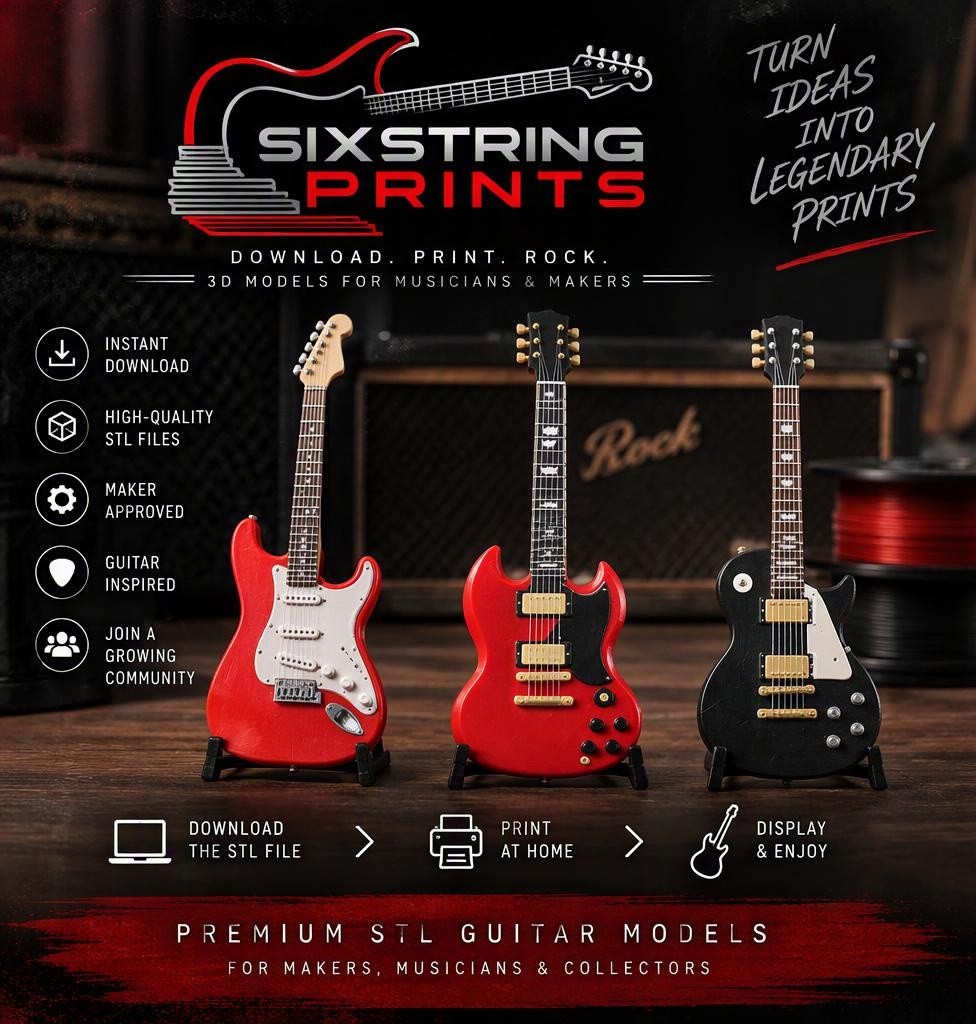 SIXSTRING
PRINTS
DOWNLOAD. PRINT. ROCK.
3D MODELS FOR MUSICIANS & MAKERS
TURN
IDEAS
INTO
LEGENDARY
PRINTS
INSTANT
DOWNLOAD
HIGH-QUALITY
STL FILES
MAKER
APPROVED
GUITAR
INSPIRED
JOIN A
GROWING
COMMUNITY
Rock
DOWNLOAD
THE STL FILE
PRINT
AT HOME
DISPLAY
& ENJOY
PREMIUM STL GUITAR MODELS
FOR MAKERS, MUSICIANS & COLLECTORS